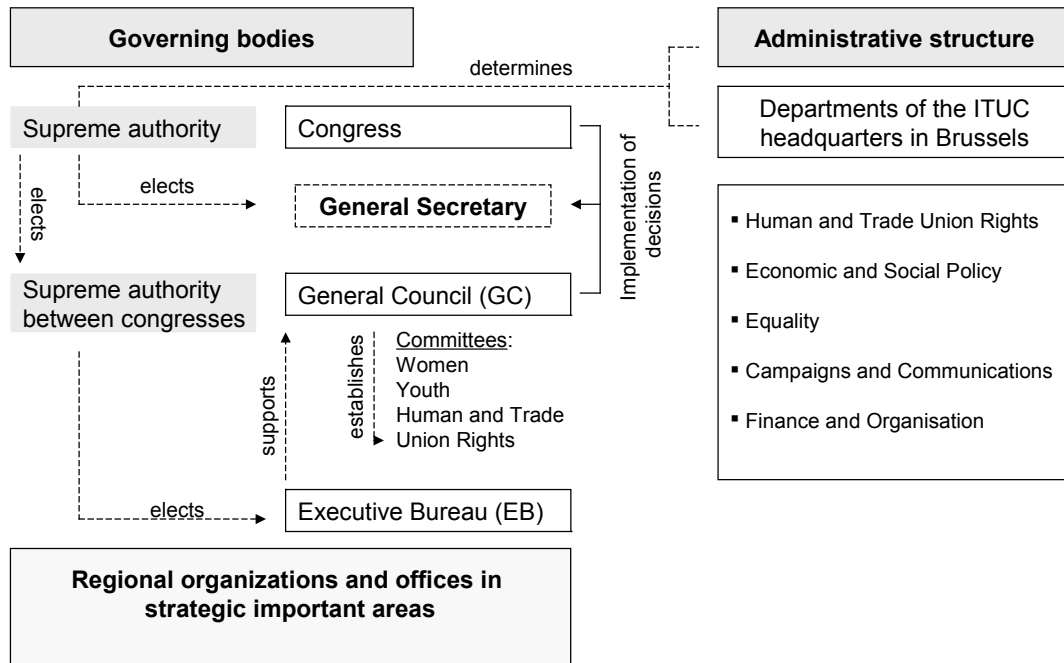 Governing bodies
Administrative structure
determines
Supreme authority
Congress
Departments of the ITUC
headquarters in Brussels
elects
elects
General Secretary
Implementation of
decisions
Supreme authority
between congresses
General Council (GC)
supports
establishes
Committees:
Women
Youth
Human and Trade
Union Rights
elects
Executive Bureau (EB)
▪ Human and Trade Union Rights
▪ Economic and Social Policy
▪ Equality
▪ Campaigns and Communications
▪ Finance and Organisation
Regional organizations and offices in
strategic important areas